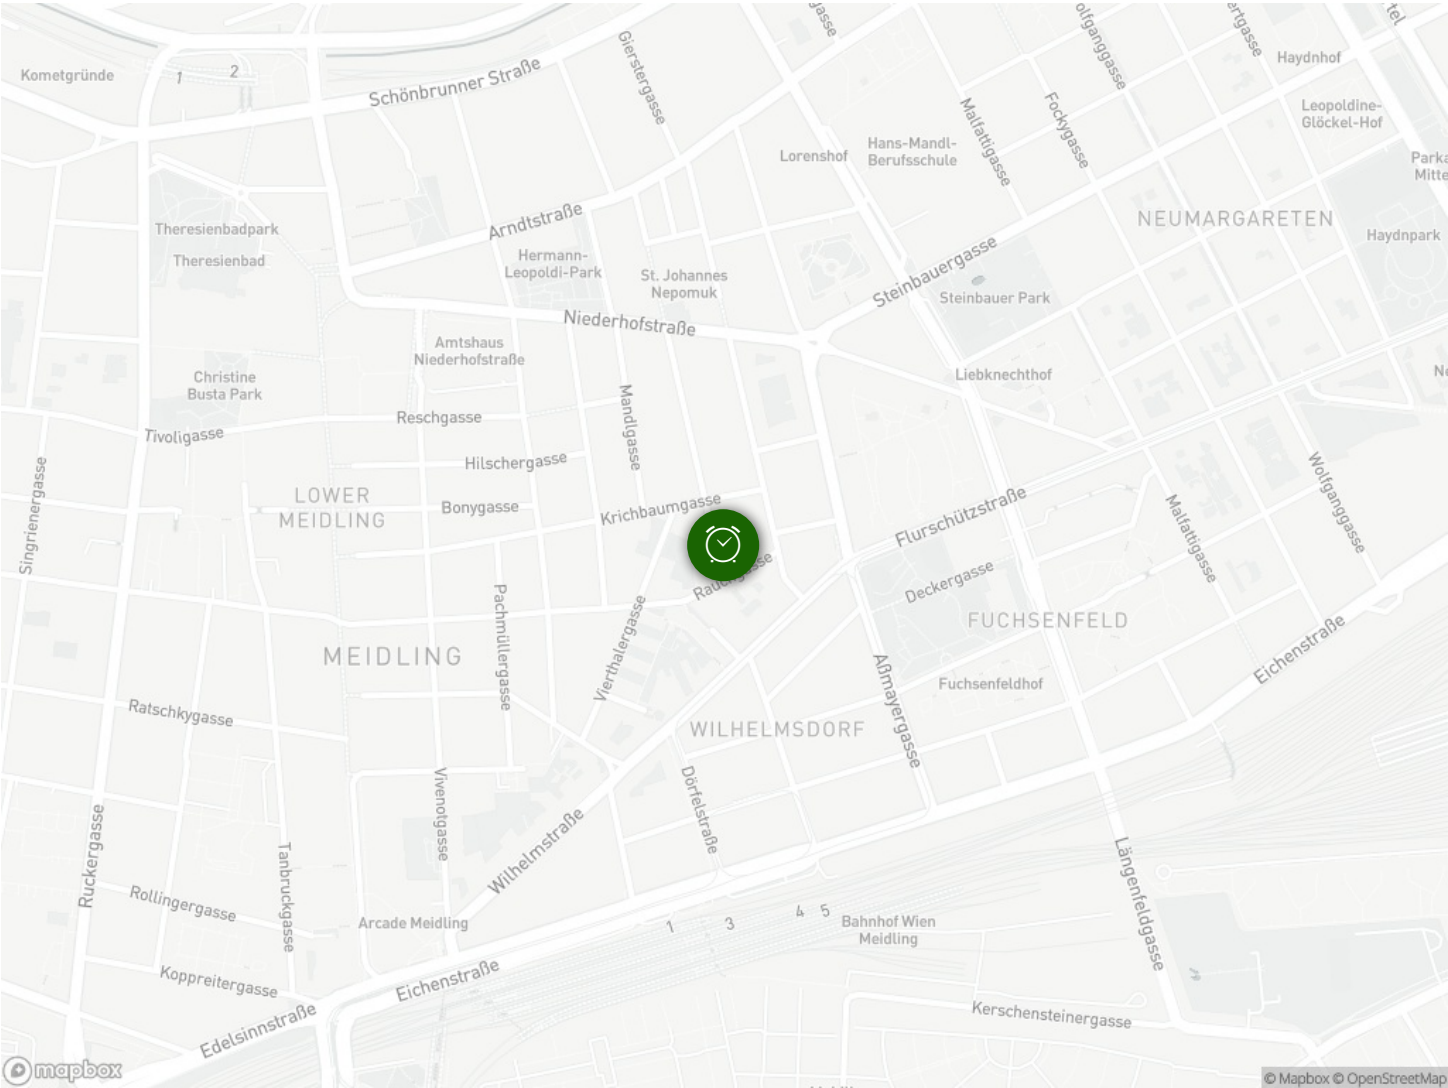 Kometgründe
1
2
Schönbrunner Straße
Gierstergasse
Wolfganggasse
Haydnhof
Leopoldine-
Glöckel-Hof
Malfattigasse
Fockygasse
Lorenshof
Hans-Mandl-
Berufsschule
Parka
Mitte
NEUMARGARETEN
Haydnpark
Theresienbadpark
Theresienbad
Arndtstraße
Hermann-
Leopoldi-Park
St. Johannes
Nepomuk
Steinbauergasse
Steinbauer Park
Niederhofstraße
Amtshaus
Niederhofstraße
Christine
Busta Park
Liebknechthof
Reschgasse
Mandlgasse
Tivoligasse
Hilschergasse
Singrienergasse
LOWER
MEIDLING
Bonygasse
Krichbaumgasse
Flurschützstraße
Malfattigasse
Wolfganggasse
Deckergasse
FUCHSENFELD
Pachmüllergasse
Vierthalergasse
MEIDLING
Aßmayergasse
Fuchsenfeldhof
Eichenstraße
Ratschkygasse
WILHELMSDORF
Vivenotgasse
Dörfelstraße
Wilhelmstraße
Ruckergasse
Tanbruckgasse
Längenfeldgasse
Rollingergasse
Arcade Meidling
1
3
4
5
Bahnhof Wien
Meidling
Koppreitergasse
Eichenstraße
Edelsinnstraße
Kerschensteinergasse
mapbox
© Mapbox © OpenStreetMap